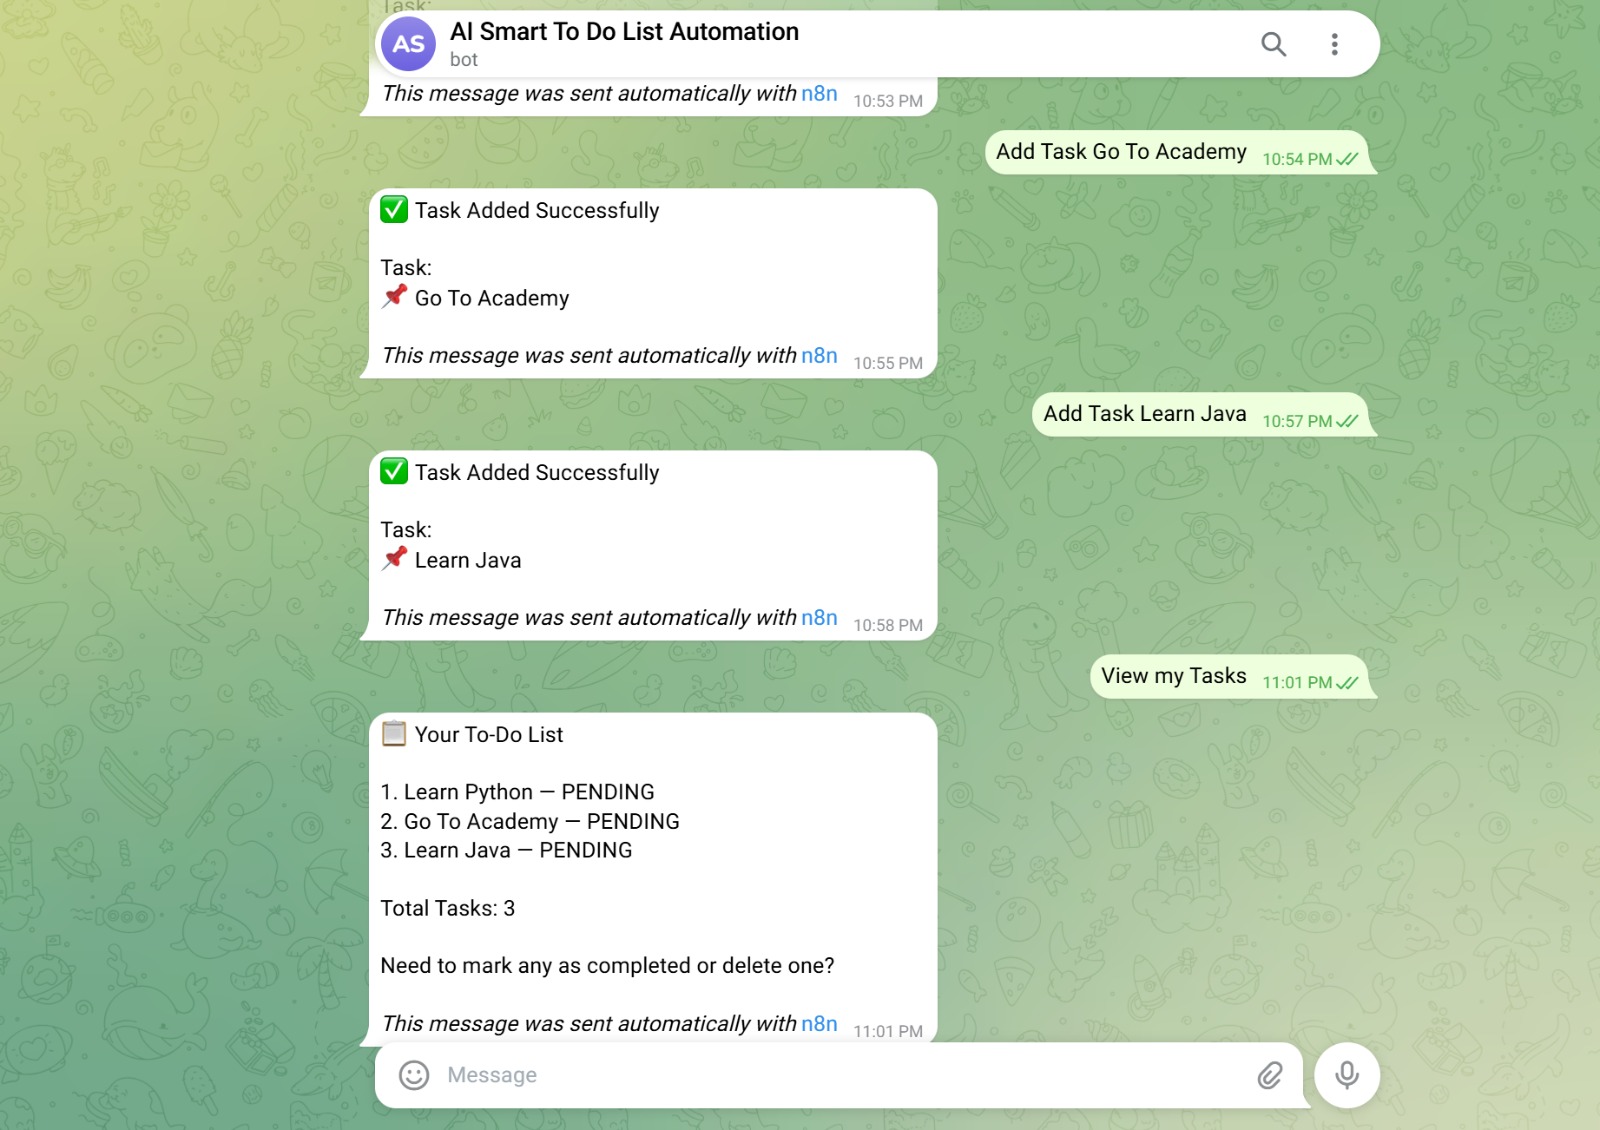 Task:
AS
AI Smart To Do List Automation
bot
This message was sent automatically with n8n 10:53 PM
Add Task Go To Academy 10:54 PM
✅ Task Added Successfully
Task:
📌 Go To Academy
This message was sent automatically with n8n 10:55 PM
Add Task Learn Java 10:57 PM
✅ Task Added Successfully
Task:
📌 Learn Java
This message was sent automatically with n8n 10:58 PM
View my Tasks 11:01 PM
📋 Your To-Do List
1. Learn Python — PENDING
2. Go To Academy — PENDING
3. Learn Java — PENDING
Total Tasks: 3
Need to mark any as completed or delete one?
This message was sent automatically with n8n 11:01 PM
Message